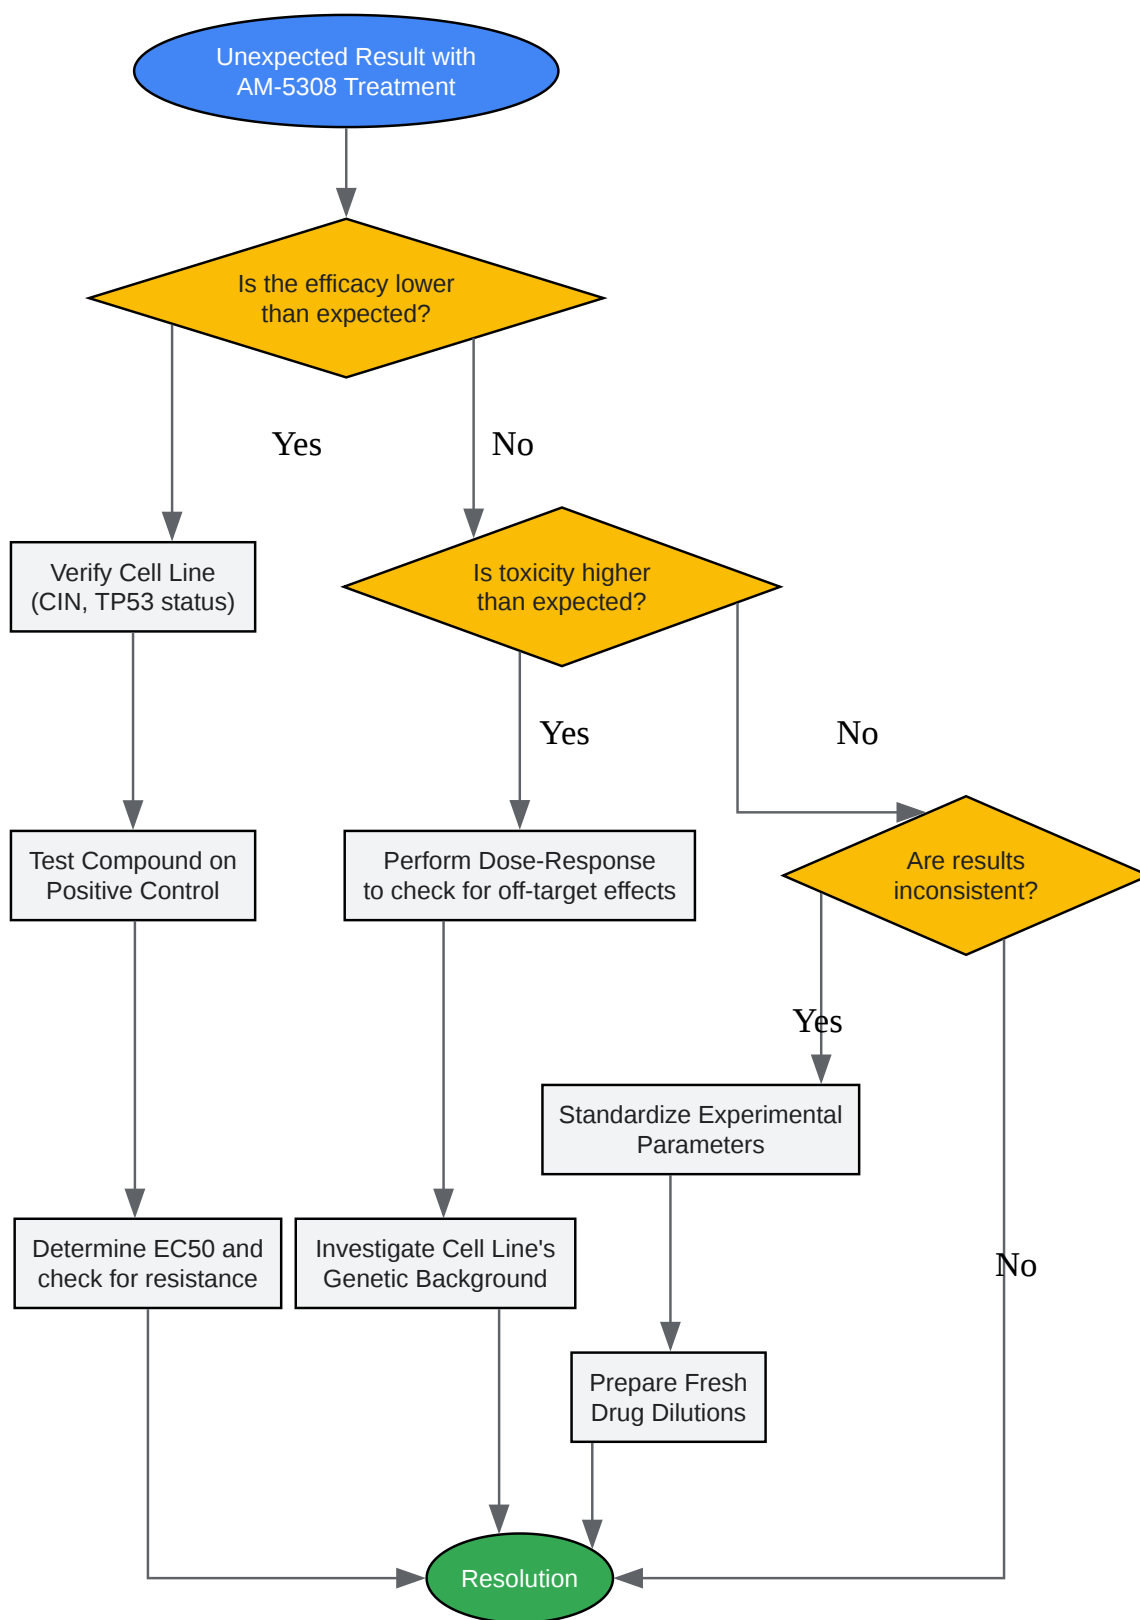 Unexpected Result with
AM-5308 Treatment
Is the efficacy lower
than expected?
Yes
No
Verify Cell Line
(CIN, TP53 status)
Is toxicity higher
than expected?
Yes
No
Test Compound on
Positive Control
Perform Dose-Response
to check for off-target effects
Are results
inconsistent?
Yes
Standardize Experimental
Parameters
Determine EC50 and
check for resistance
Investigate Cell Line's
Genetic Background
No
Prepare Fresh
Drug Dilutions
Resolution